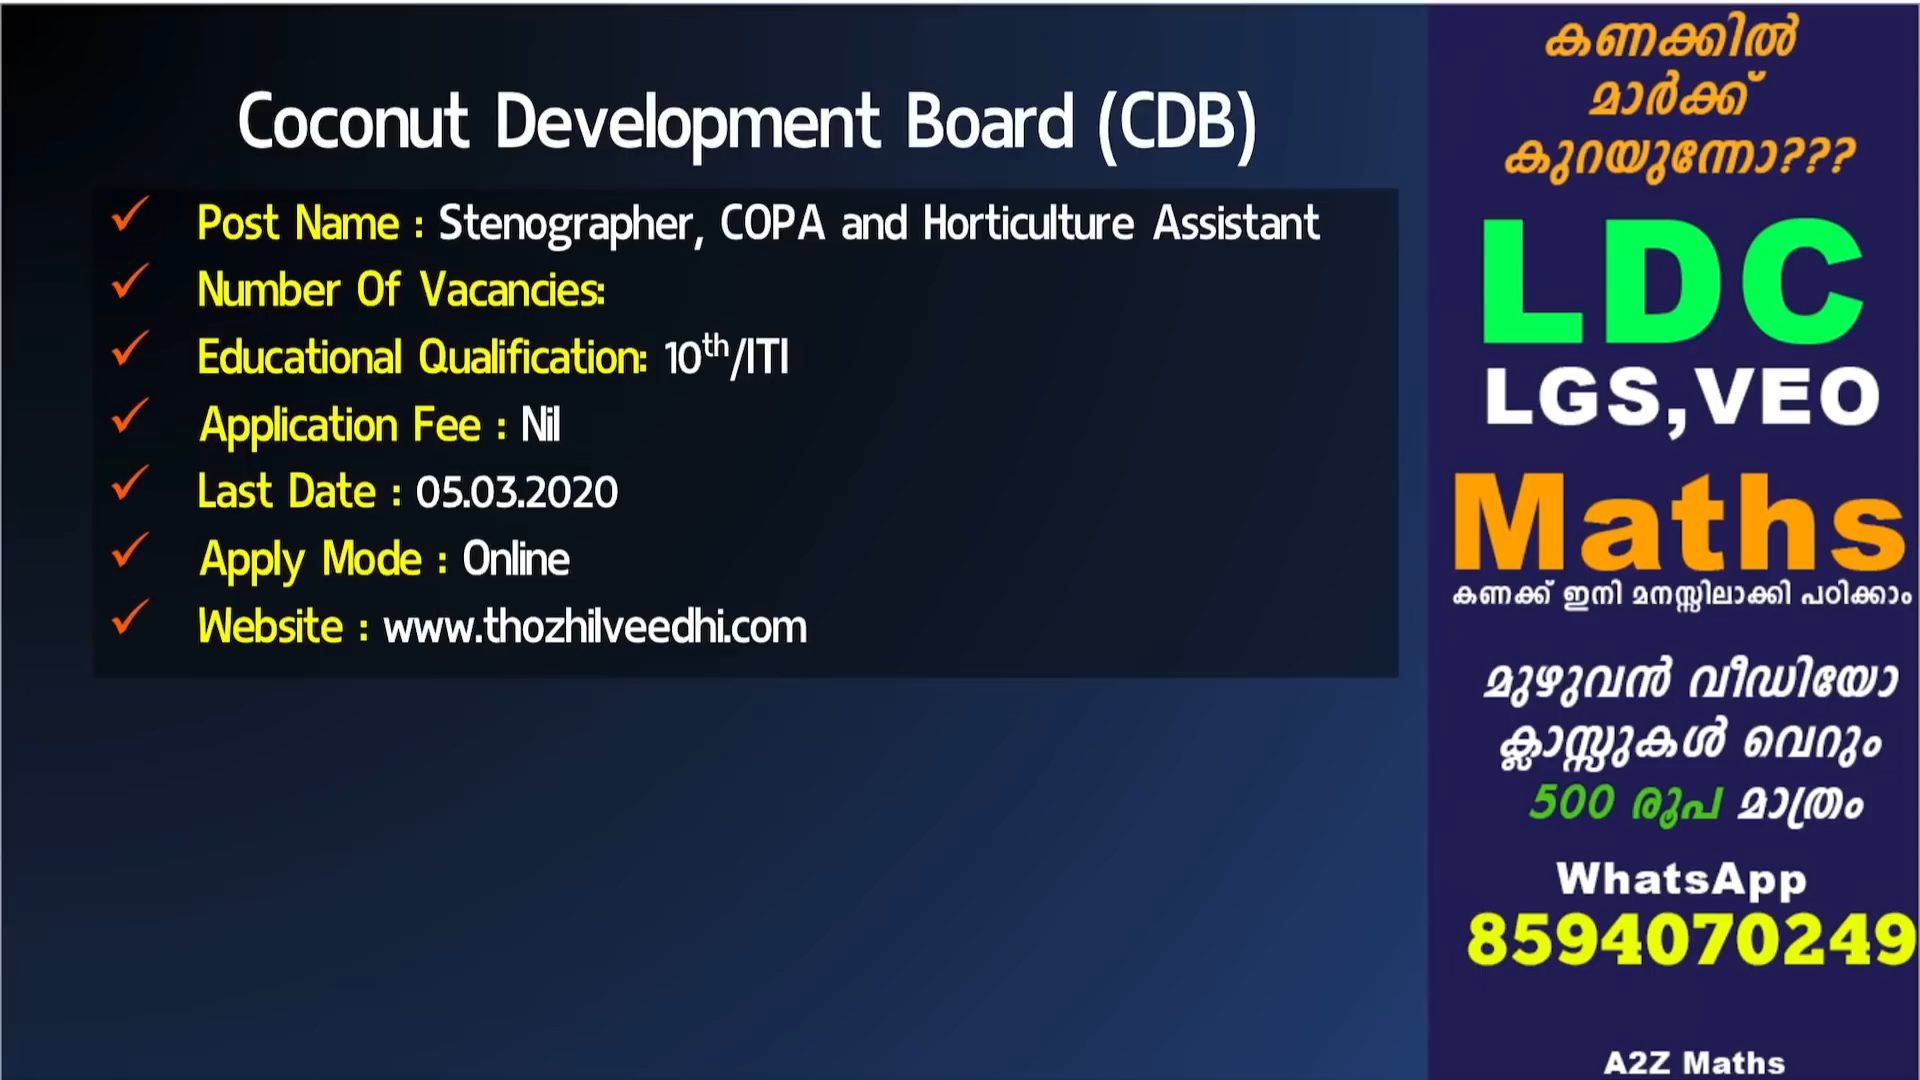 Coconut Development Board (CDB)
Post Name : Stenographer, COPA and Horticulture Assistant
Number Of Vacancies:
Educational Qualification: 10th/ITI
Application Fee : Nil
Last Date : 05.03.2020
Apply Mode : Online
Website : www.thozhilveedhi.com
കണക്കിൽ
മാർക്ക്
കുറയുന്നോ???
LDC
LGS,VEO
Maths
കണക്ക് ഇനി മനസ്സിലാക്കി പഠിക്കാം
മുഴുവൻ വീഡിയോ
ക്ലാസ്സുകൾ വെറും
500 രൂപ മാത്രം
WhatsApp
8594070249
A2Z Maths